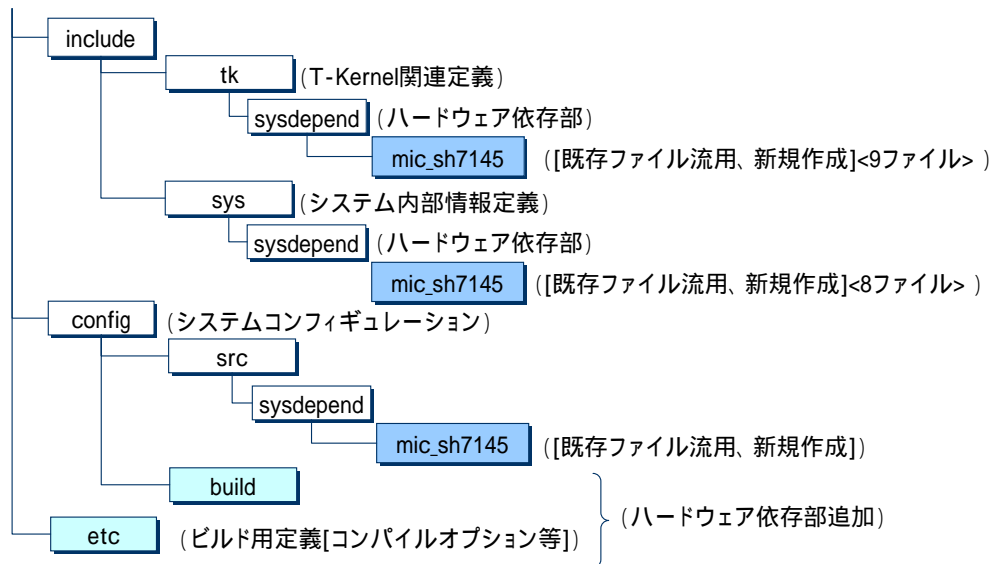 include
tk (T-Kernel関連定義)
sysdepend (ハードウェア依存部)
mic_sh7145 ([既存ファイル流用、新規作成]<9ファイル> )
sys (システム内部情報定義)
sysdepend (ハードウェア依存部)
mic_sh7145 ([既存ファイル流用、新規作成]<8ファイル> )
config (システムコンフィギュレーション)
src
sysdepend
mic_sh7145 ([既存ファイル流用、新規作成])
build
(ハードウェア依存部追加)
etc (ビルド用定義[コンパイルオプション等])